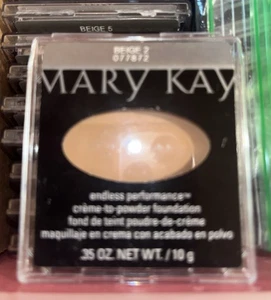 BEIGE 5
BEIGE 2
077872
MARY KAY
endless performance™
crème-to-powder foundation
fond de teint poudre-de-crème
maquillaje en crema con acabado en polvo
.35 OZ. NET WT. / 10 g